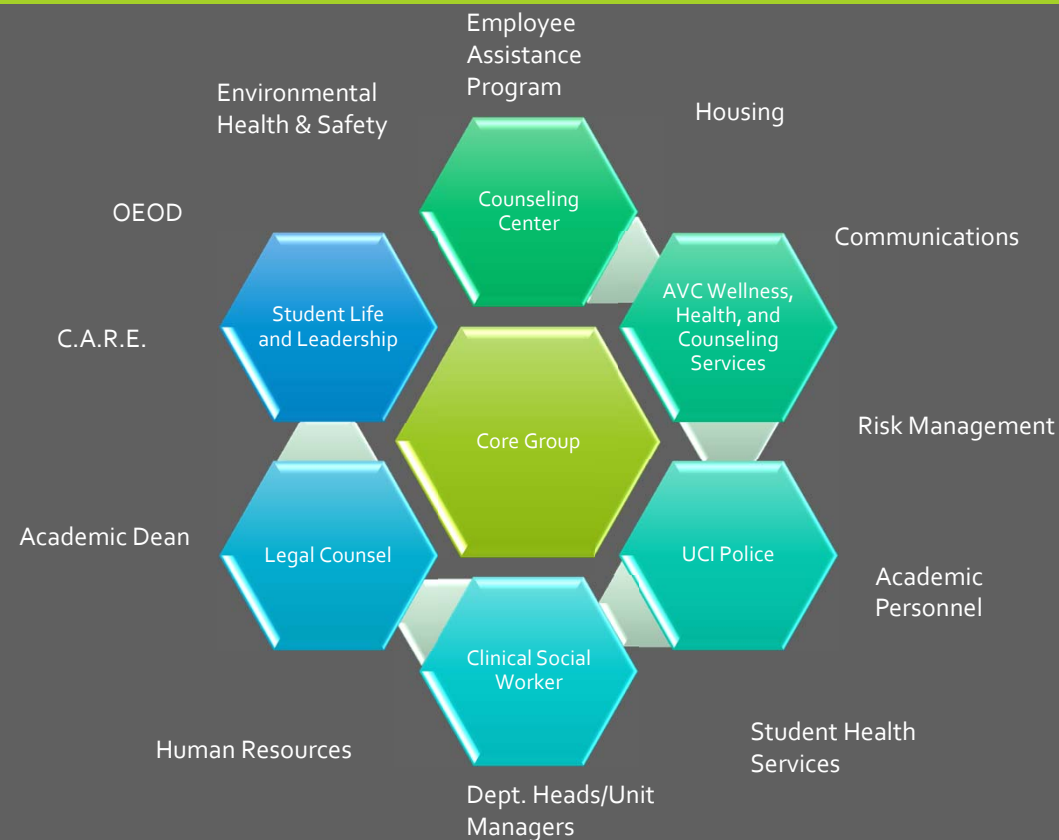 Employee
Assistance
Program
Environmental
Health & Safety
Housing
Counseling
Center
OEOD
Communications
Student Life
and Leadership
AVC Wellness,
Health, and
Counseling
Services
C.A.R.E.
Core Group
Risk Management
Academic Dean
Legal Counsel
UCI Police
Academic
Personnel
Clinical Social
Worker
Human Resources
Student Health
Services
Dept. Heads/Unit
Managers